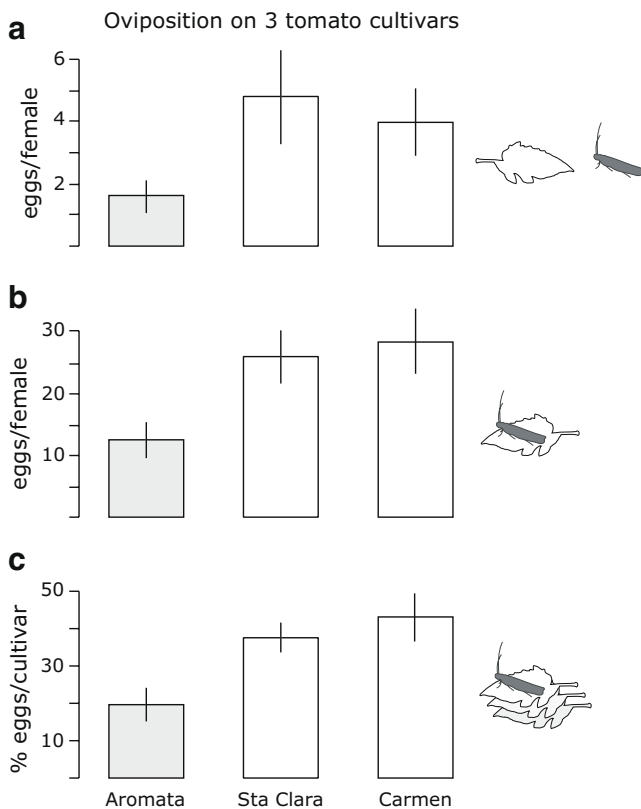 Oviposition on 3 tomato cultivars
a
6
4
2
eggs/female
b
30
20
10
eggs/female
c
50
30
10
% eggs/cultivar
Aromata Sta Clara Carmen